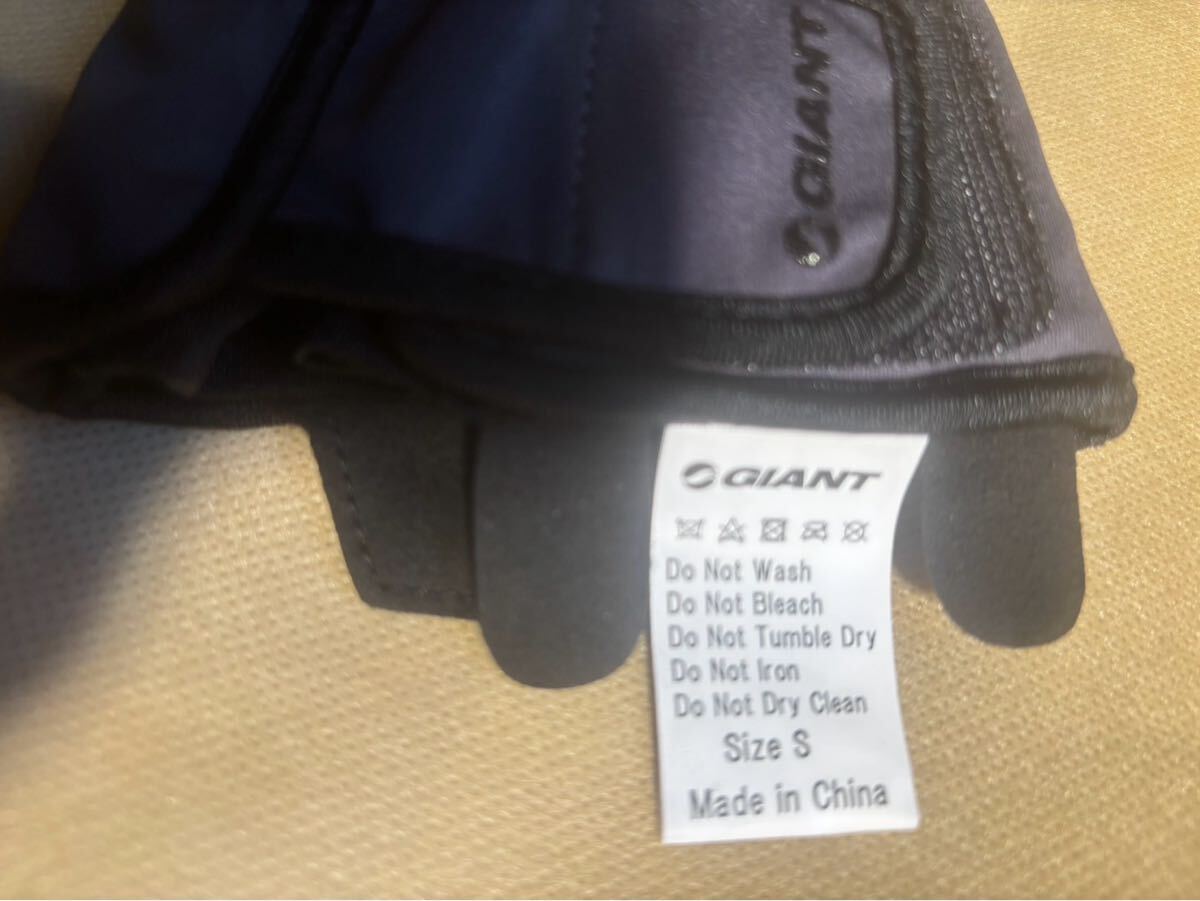 GIANT
GIANT
Do Not Wash
Do Not Bleach
Do Not Tumble Dry
Do Not Iron
Do Not Dry Clean
Size S
Made in China